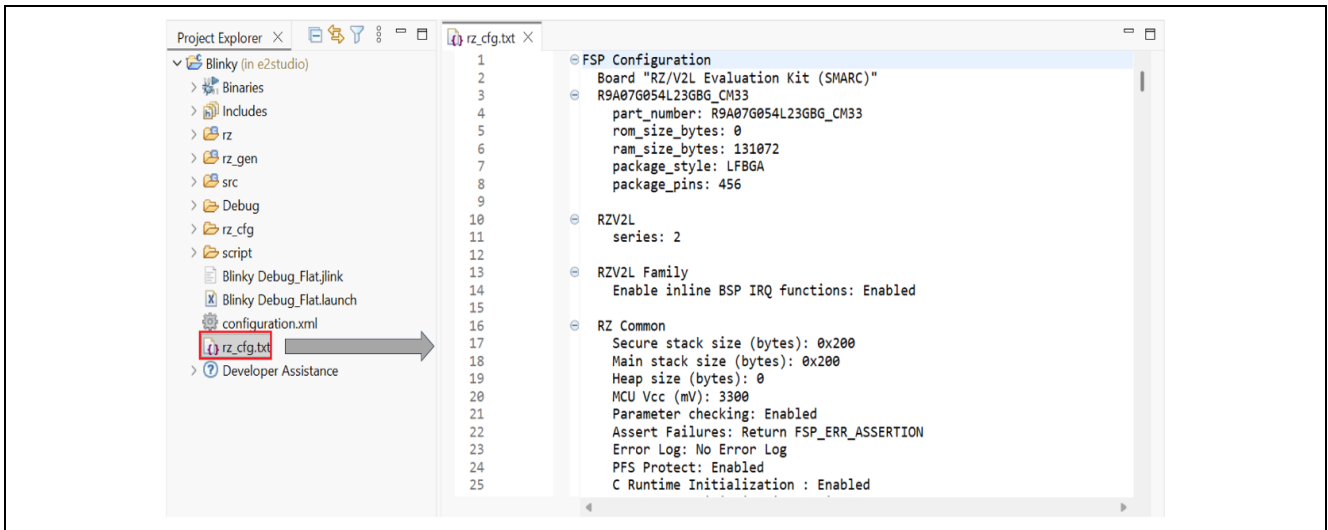 Project Explorer
Blinky (in e2studio)
Binaries
Includes
rz
rz_gen
src
Debug
rz_cfg
script
Blinky Debug_Flat.jlink
Blinky Debug_Flat.launch
configuration.xml
rz_cfg.txt
Developer Assistance
rz_cfg.txt
1 FSP Configuration
2 Board "RZ/V2L Evaluation Kit (SMARC)"
3 R9A07G054L23GBG_CM33
4 part_number: R9A07G054L23GBG_CM33
5 rom_size_bytes: 0
6 ram_size_bytes: 131072
7 package_style: LFBGA
8 package_pins: 456
9
10 RZV2L
11 series: 2
12
13 RZV2L Family
14 Enable inline BSP IRQ functions: Enabled
15
16 RZ Common
17 Secure stack size (bytes): 0x200
18 Main stack size (bytes): 0x200
19 Heap size (bytes): 0
20 MCU Vcc (mV): 3300
21 Parameter checking: Enabled
22 Assert Failures: Return FSP_ERR_ASSERTION
23 Error Log: No Error Log
24 PFS Protect: Enabled
25 C Runtime Initialization : Enabled